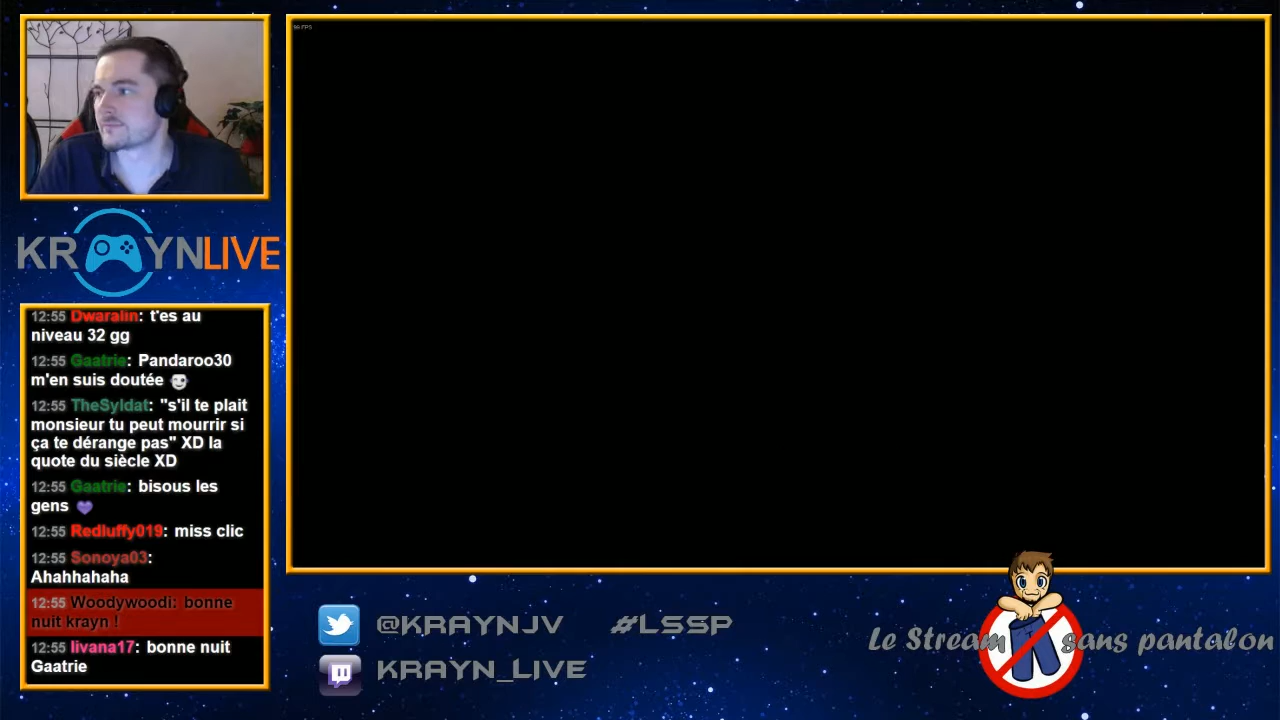 96 FPS
KRAYNLIVE
12:55 Dwaralin: t'es au
niveau 32 gg
12:55 Gaatrie: Pandaroo30
m'en suis doutée
12:55 TheSyldat: "s'il te plait
monsieur tu peut mourrir si
ça te dérange pas" XD la
quote du siècle XD
12:55 Gaatrie: bisous les
gens
12:55 Redluffy019: miss clic
12:55 Sonoya03:
Ahahhahaha
12:55 Woodywoodi: bonne
nuit krayn !
12:55 livana17: bonne nuit
Gaatrie
@KRAYNJV #LSSP
KRAYN_LIVE
Le Stream sans pantalon